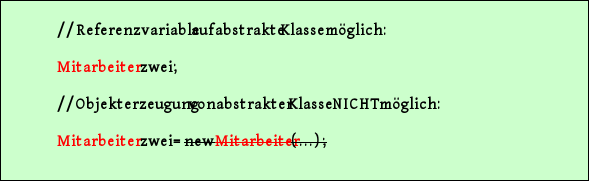 // Referenzvariable auf abstrakte Klasse möglich:
Mitarbeiter zwei;
// Objekterzeugung von abstrakter Klasse NICHT möglich:
Mitarbeiter zwei = new Mitarbeiter (...);